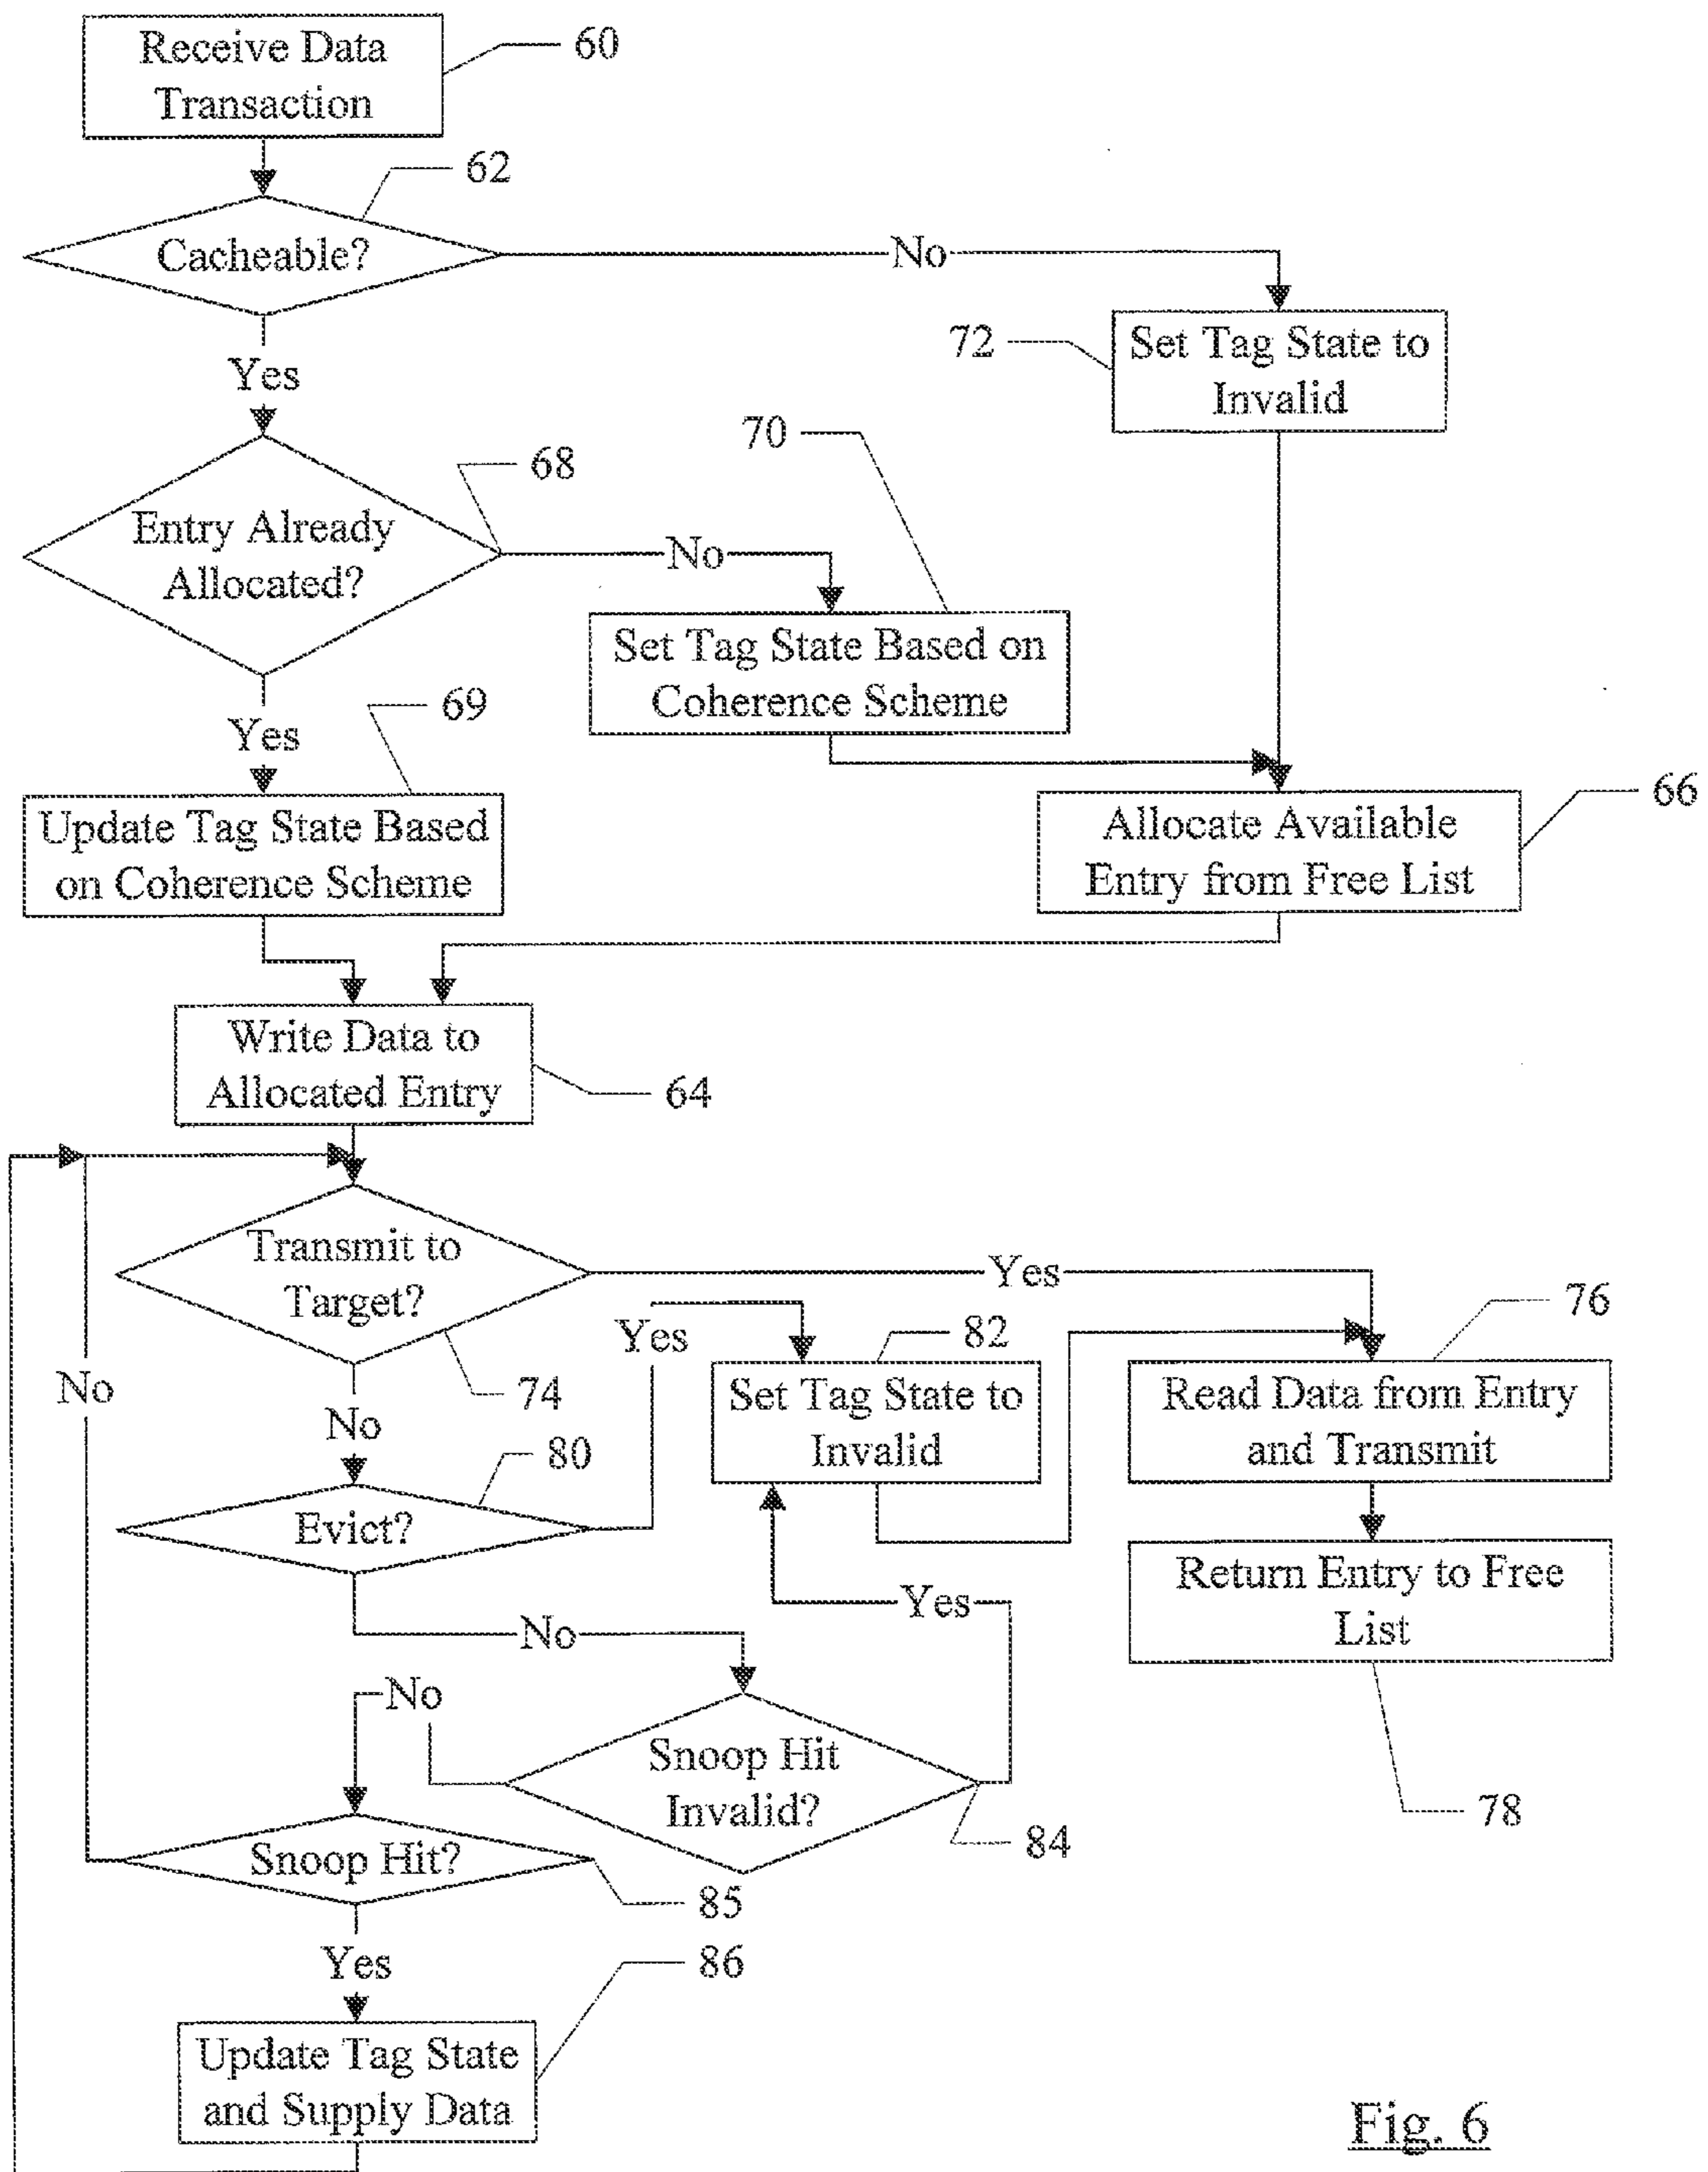 Receive Data
Transaction
60
62
Cacheable?
No
Yes
72
Set Tag State to
Invalid
70
68
Entry Already
Allocated?
No
Set Tag State Based on
Coherence Scheme
69
Yes
66
Update Tag State Based
on Coherence Scheme
Allocate Available
Entry from Free List
Write Data to
Allocated Entry
64
Transmit to
Target?
Yes
76
Yes
82
No
74
Set Tag State to
Invalid
Read Data from Entry
and Transmit
No
80
Evict?
Return Entry to Free
List
Yes
No
No
Snoop Hit
Invalid?
78
84
Snoop Hit?
85
Yes
86
Update Tag State
and Supply Data
Fig. 6